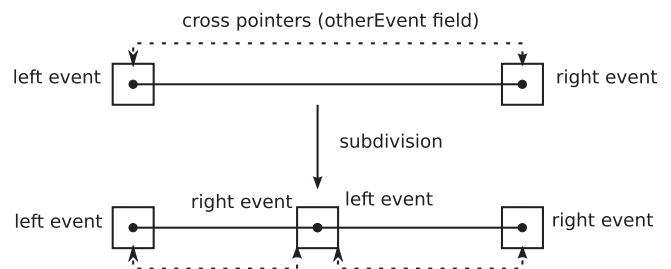 cross pointers (otherEvent field)
left event
right event
subdivision
right event
left event
left event
right event